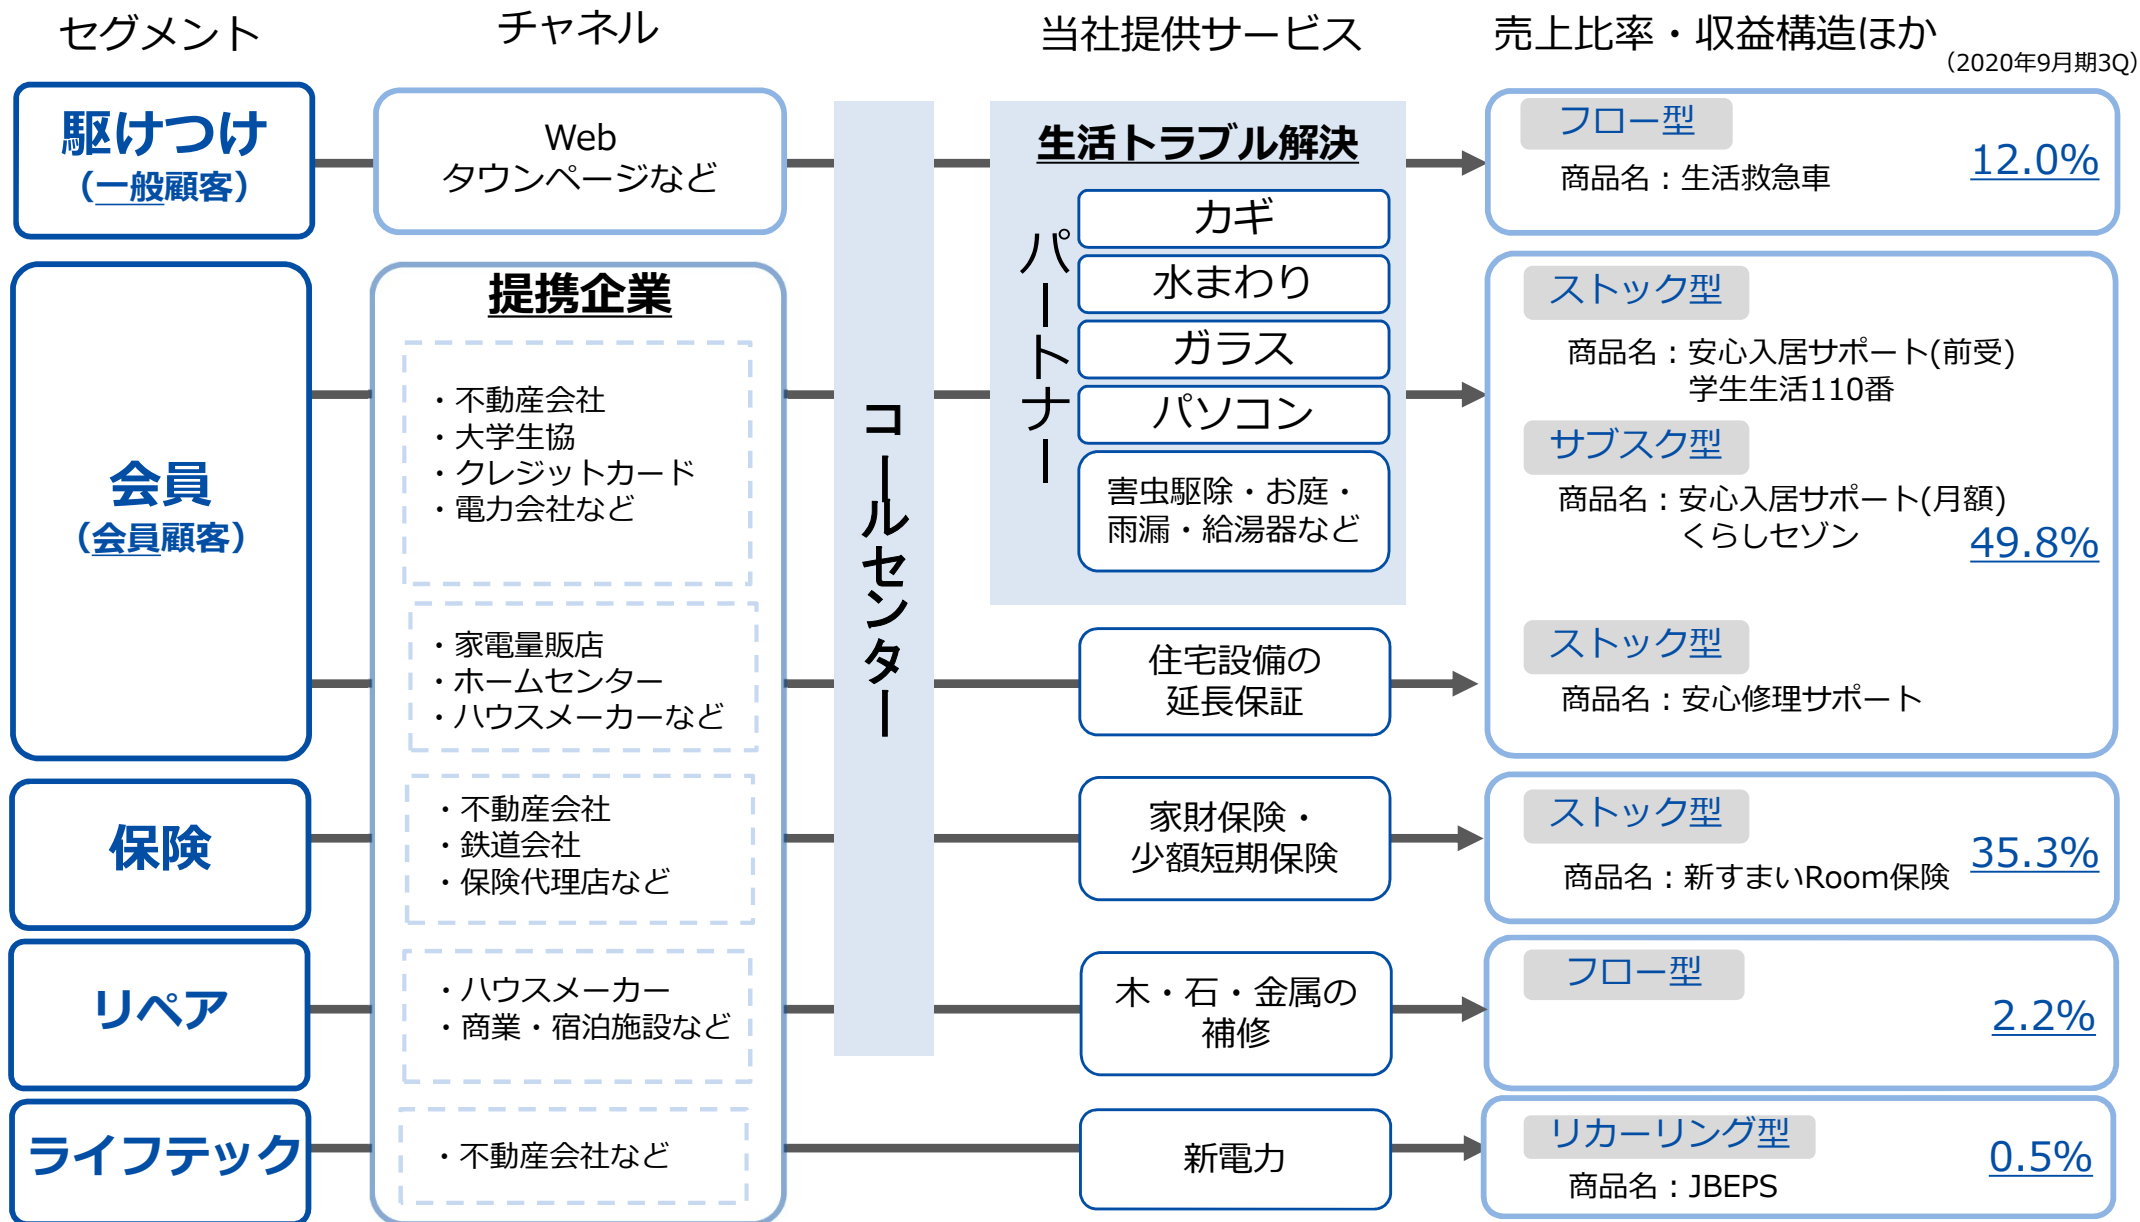 セグメント
チャネル
当社提供サービス
売上比率・収益構造ほか
（2020年9月期3Q）
駆けつけ
（一般顧客）
Web
タウンページなど
生活トラブル解決
フロー型
商品名：生活救急車
12.0%
会員
（会員顧客）
提携企業
・不動産会社
・大学生協
・クレジットカード
・電力会社など
・家電量販店
・ホームセンター
・ハウスメーカーなど
コールセンター
パートナー
カギ
水まわり
ガラス
パソコン
害虫駆除・お庭・
雨漏・給湯器など
住宅設備の
延長保証
ストック型
商品名：安心入居サポート(前受)
学生生活110番
サブスク型
商品名：安心入居サポート(月額)
くらしセゾン
49.8%
ストック型
商品名：安心修理サポート
保険
・不動産会社
・鉄道会社
・保険代理店など
家財保険・
少額短期保険
ストック型
商品名：新すまいRoom保険
35.3%
リペア
・ハウスメーカー
・商業・宿泊施設など
木・石・金属の
補修
フロー型
2.2%
ライフテック
・不動産会社など
新電力
リカーリング型
商品名：JBEPS
0.5%